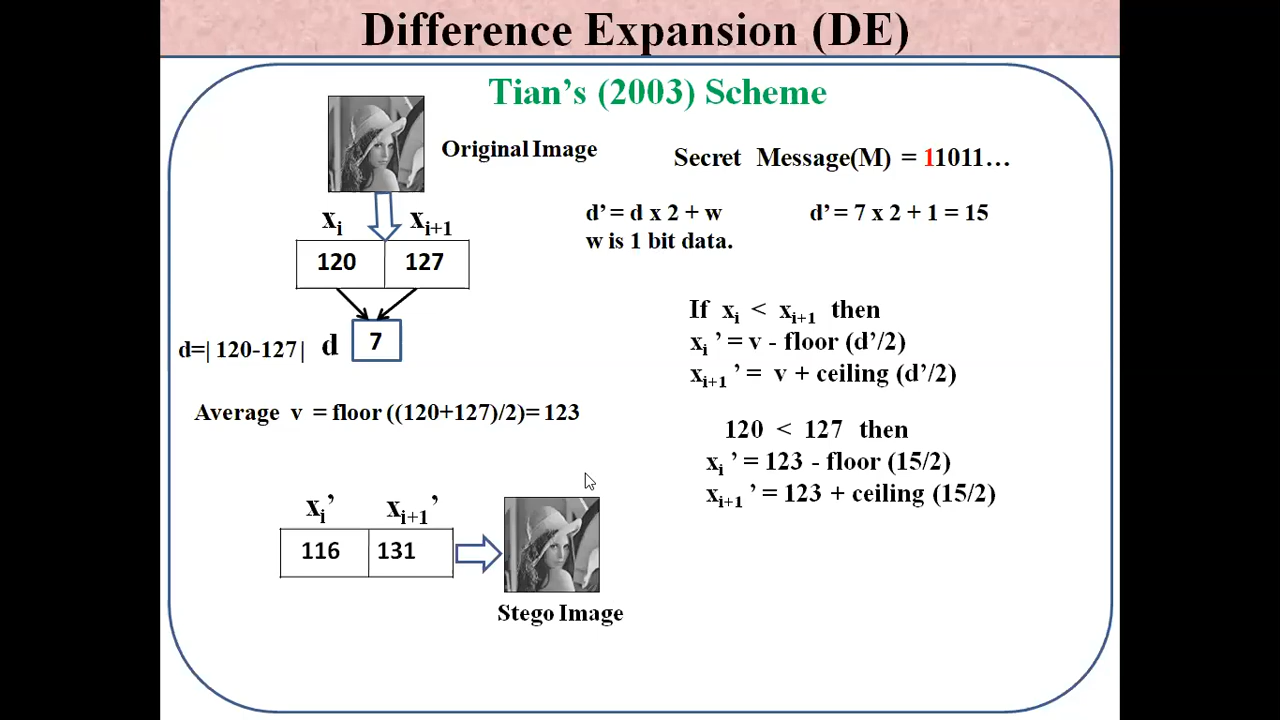 Difference Expansion (DE)
Tian's (2003) Scheme
Original Image
Secret Message(M) = 11011…
xi xi+1
120 127
d' = d x 2 + w
w is 1 bit data.
d' = 7 x 2 + 1 = 15
d=| 120-127| d 7
Average v = floor ((120+127)/2)= 123
If xi < xi+1 then
xi ' = v - floor (d'/2)
xi+1 ' = v + ceiling (d'/2)
120 < 127 then
xi ' = 123 - floor (15/2)
xi+1 ' = 123 + ceiling (15/2)
xi' xi+1'
116 131
Stego Image